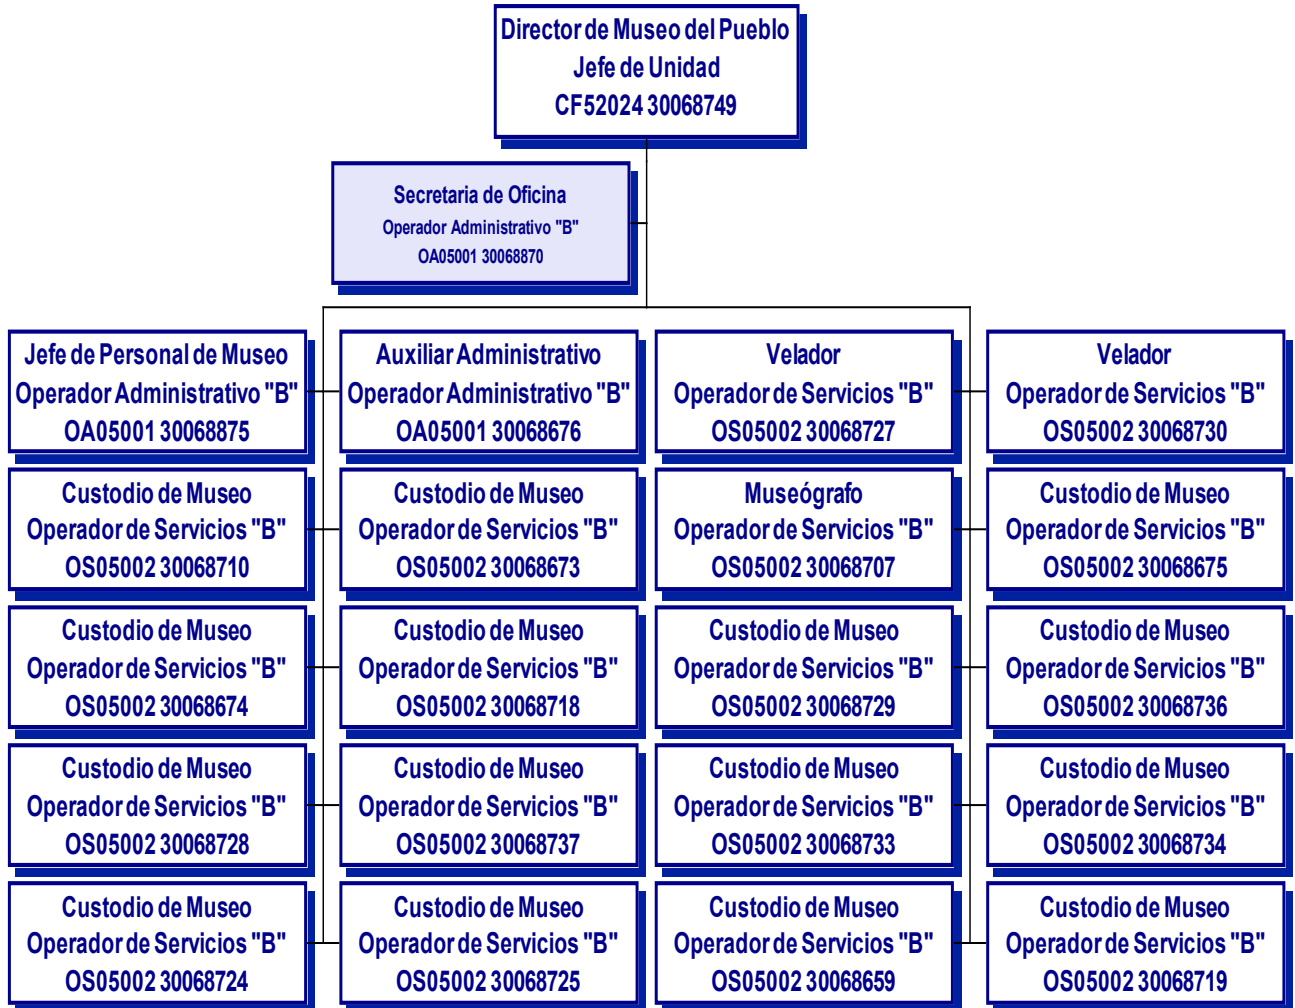 Director de Museo del Pueblo
Jefe de Unidad
CF52024 30068749
Secretaria de Oficina
Operador Administrativo "B"
OA05001 30068870
Jefe de Personal de Museo
Operador Administrativo "B"
OA05001 30068875
Auxiliar Administrativo
Operador Administrativo "B"
OA05001 30068676
Velador
Operador de Servicios "B"
OS05002 30068727
Velador
Operador de Servicios "B"
OS05002 30068730
Custodio de Museo
Operador de Servicios "B"
OS05002 30068710
Custodio de Museo
Operador de Servicios "B"
OS05002 30068673
Museógrafo
Operador de Servicios "B"
OS05002 30068707
Custodio de Museo
Operador de Servicios "B"
OS05002 30068675
Custodio de Museo
Operador de Servicios "B"
OS05002 30068674
Custodio de Museo
Operador de Servicios "B"
OS05002 30068718
Custodio de Museo
Operador de Servicios "B"
OS05002 30068729
Custodio de Museo
Operador de Servicios "B"
OS05002 30068736
Custodio de Museo
Operador de Servicios "B"
OS05002 30068728
Custodio de Museo
Operador de Servicios "B"
OS05002 30068737
Custodio de Museo
Operador de Servicios "B"
OS05002 30068733
Custodio de Museo
Operador de Servicios "B"
OS05002 30068734
Custodio de Museo
Operador de Servicios "B"
OS05002 30068724
Custodio de Museo
Operador de Servicios "B"
OS05002 30068725
Custodio de Museo
Operador de Servicios "B"
OS05002 30068659
Custodio de Museo
Operador de Servicios "B"
OS05002 30068719